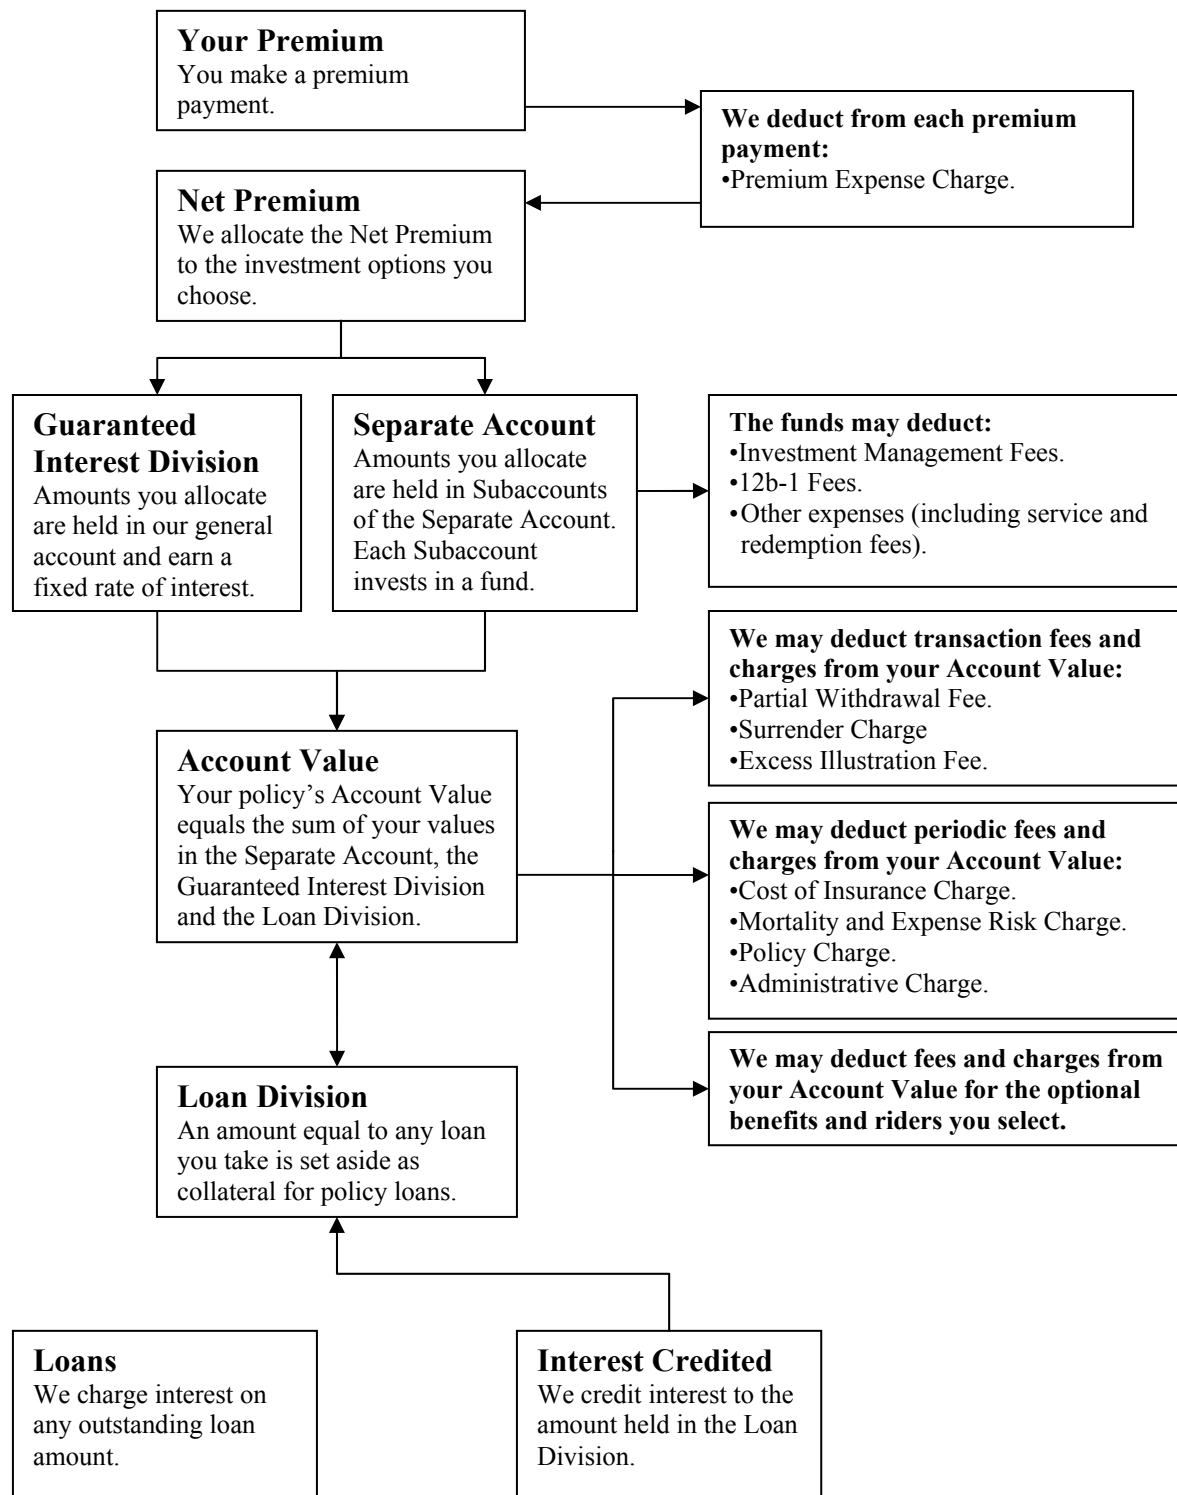 Your Premium
You make a premium
payment.
We deduct from each premium
payment:
•Premium Expense Charge.
Net Premium
We allocate the Net Premium
to the investment options you
choose.
Guaranteed
Interest Division
Amounts you allocate
are held in our general
account and earn a
fixed rate of interest.
Separate Account
Amounts you allocate
are held in Subaccounts
of the Separate Account.
Each Subaccount
invests in a fund.
The funds may deduct:
•Investment Management Fees.
•12b-1 Fees.
•Other expenses (including service and
redemption fees).
We may deduct transaction fees and
charges from your Account Value:
•Partial Withdrawal Fee.
•Surrender Charge
•Excess Illustration Fee.
Account Value
Your policy’s Account Value
equals the sum of your values
in the Separate Account, the
Guaranteed Interest Division
and the Loan Division.
We may deduct periodic fees and
charges from your Account Value:
•Cost of Insurance Charge.
•Mortality and Expense Risk Charge.
•Policy Charge.
•Administrative Charge.
We may deduct fees and charges from
your Account Value for the optional
benefits and riders you select.
Loan Division
An amount equal to any loan
you take is set aside as
collateral for policy loans.
Loans
We charge interest on
any outstanding loan
amount.
Interest Credited
We credit interest to the
amount held in the Loan
Division.